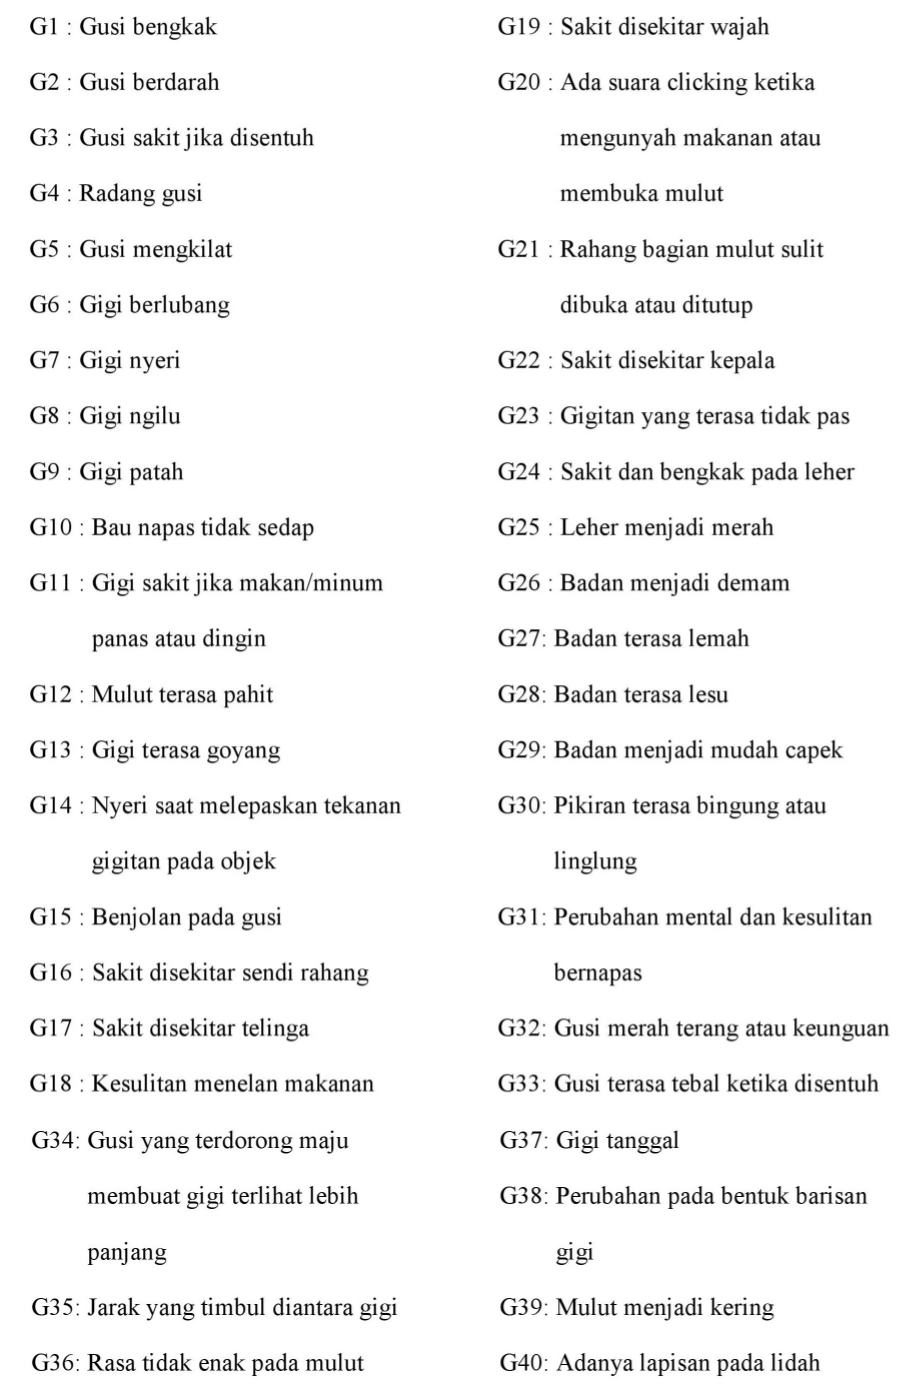 G1 : Gusi bengkak
G2 : Gusi berdarah
G3 : Gusi sakit jika disentuh
G4 : Radang gusi
G5 : Gusi mengkilat
G6 : Gigi berlubang
G7 : Gigi nyeri
G8 : Gigi ngilu
G9 : Gigi patah
G10 : Bau napas tidak sedap
G11 : Gigi sakit jika makan/minum
panas atau dingin
G12 : Mulut terasa pahit
G13 : Gigi terasa goyang
G14 : Nyeri saat melepaskan tekanan
gigitan pada objek
G15 : Benjolan pada gusi
G16 : Sakit disekitar sendi rahang
G17 : Sakit disekitar telinga
G18 : Kesulitan menelan makanan
G19 : Sakit disekitar wajah
G20 : Ada suara clicking ketika
mengunyah makanan atau
membuka mulut
G21 : Rahang bagian mulut sulit
dibuka atau ditutup
G22 : Sakit disekitar kepala
G23 : Gigitan yang terasa tidak pas
G24 : Sakit dan bengkak pada leher
G25 : Leher menjadi merah
G26 : Badan menjadi demam
G27: Badan terasa lemah
G28: Badan terasa lesu
G29: Badan menjadi mudah capek
G30: Pikiran terasa bingung atau
linglung
G31: Perubahan mental dan kesulitan
bernapas
G32: Gusi merah terang atau keunguan
G33: Gusi terasa tebal ketika disentuh
G34: Gusi yang terdorong maju
membuat gigi terlihat lebih
panjang
G35: Jarak yang timbul diantara gigi
G36: Rasa tidak enak pada mulut
G37: Gigi tanggal
G38: Perubahan pada bentuk barisan
gigi
G39: Mulut menjadi kering
G40: Adanya lapisan pada lidah